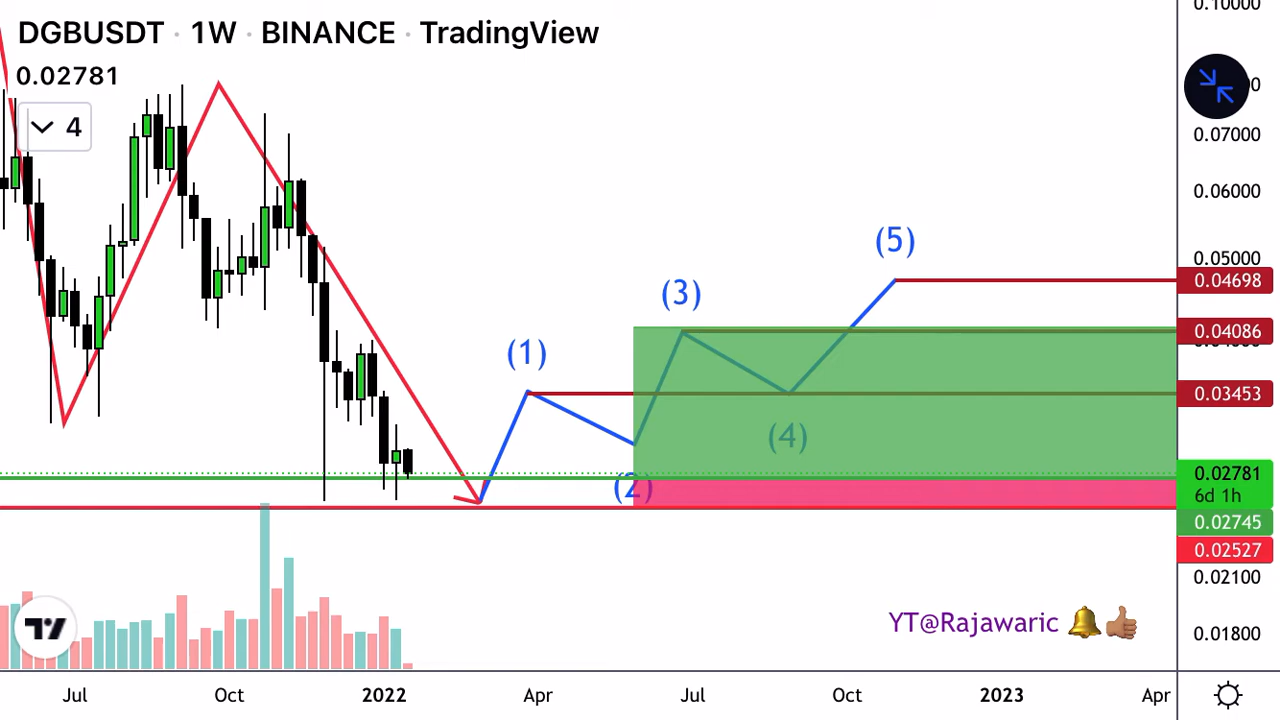 DGBUSDT · 1W · BINANCE · TradingView
0.02781
4
(1)
(2)
(3)
(4)
(5)
0.10000
0.07000
0.06000
0.05000
0.04698
0.04086
0.03453
0.02781
6d 1h
0.02745
0.02527
0.02100
0.01800
YT@Rajawaric
Jul
Oct
2022
Apr
Jul
Oct
2023
Apr